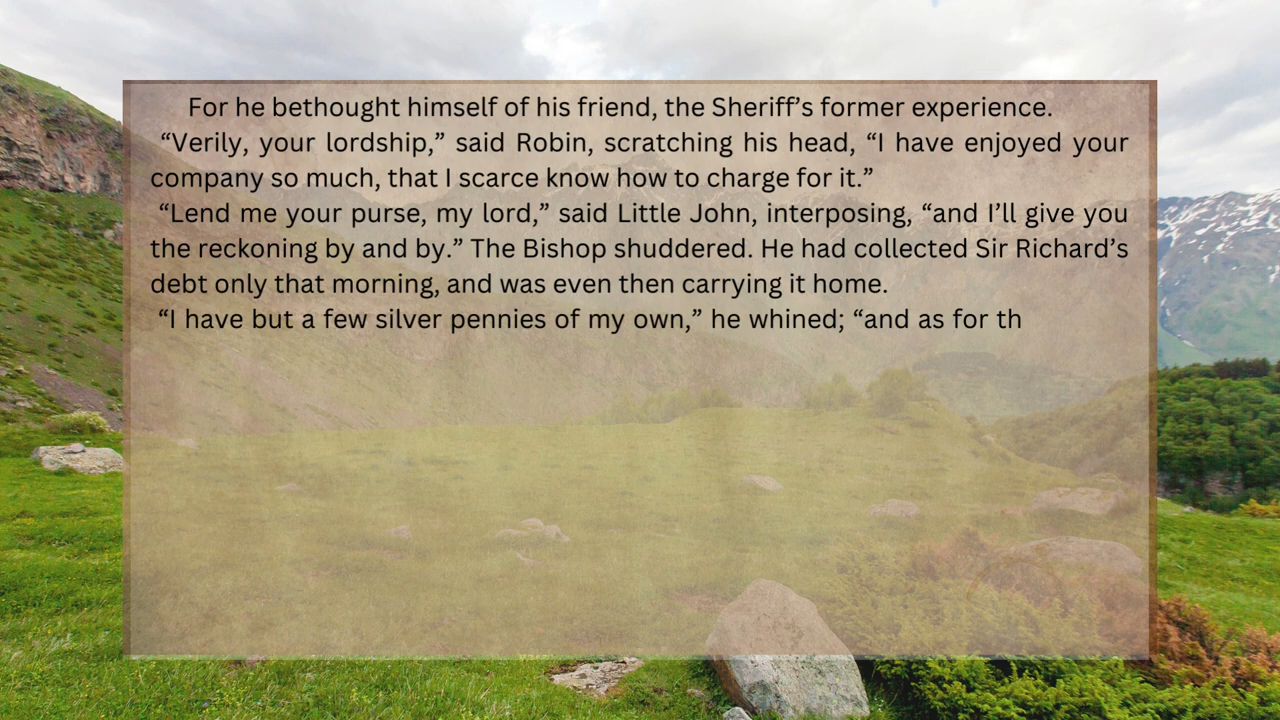 For he bethought himself of his friend, the Sheriff’s former experience.
“Verily, your lordship,” said Robin, scratching his head, “I have enjoyed your
company so much, that I scarce know how to charge for it.”
“Lend me your purse, my lord,” said Little John, interposing, “and I’ll give you
the reckoning by and by.” The Bishop shuddered. He had collected Sir Richard’s
debt only that morning, and was even then carrying it home.
“I have but a few silver pennies of my own,” he whined; “and as for th